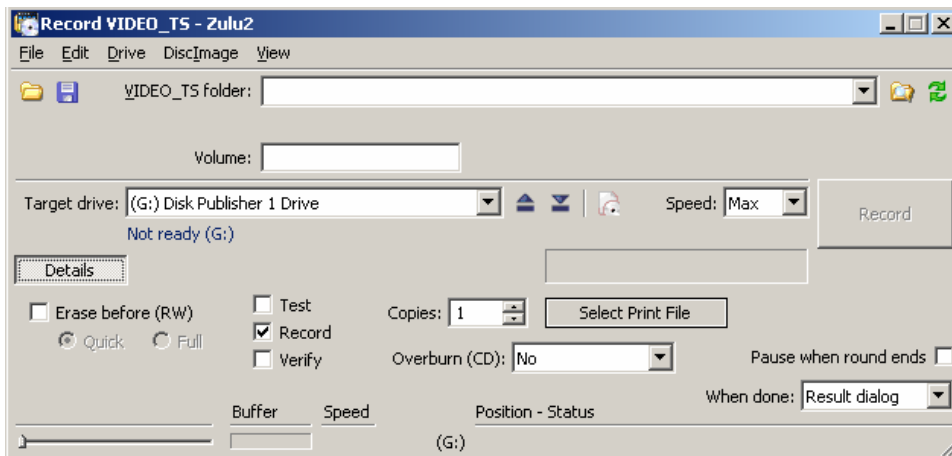 Record VIDEO_TS - Zulu2
File Edit Drive DiscImage View
VIDEO_TS folder:
Volume:
Target drive: (G:) Disk Publisher 1 Drive Speed: Max Record
Not ready (G:)
Details
Erase before (RW) Test Copies: 1 Select Print File
Quick Full Record
Verify Overburn (CD): No Pause when round ends
When done: Result dialog
Buffer Speed Position - Status
(G:)